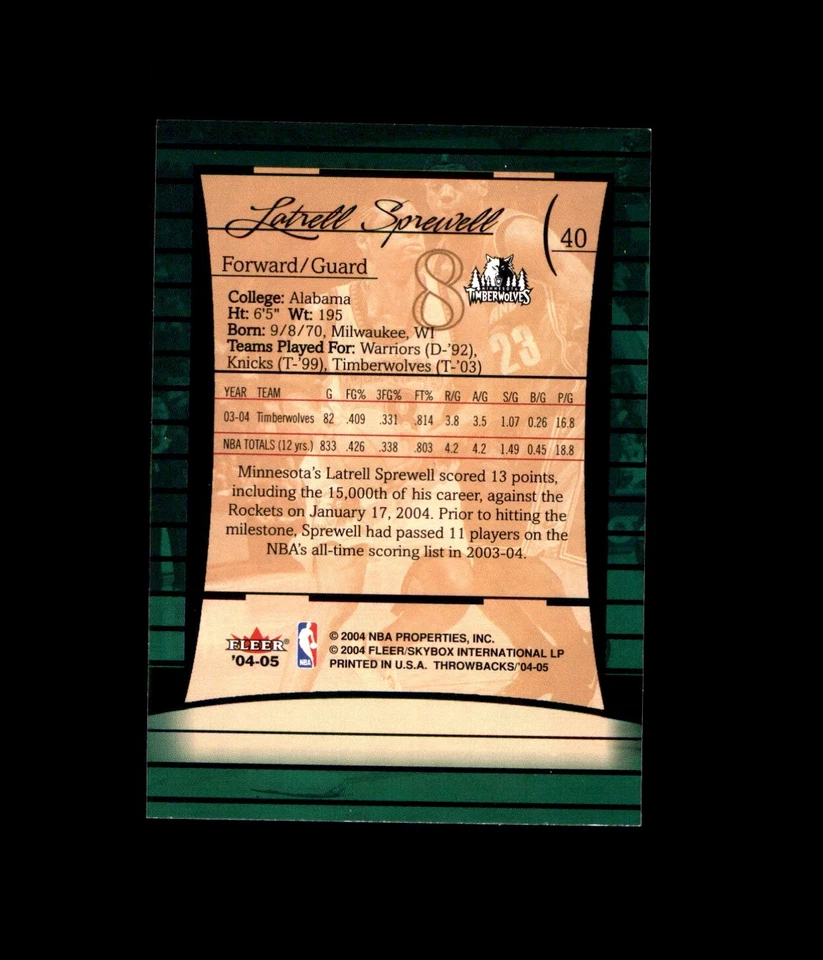 Latrell Sprewell
40
Forward/Guard
8
MINNESOTA
TIMBERWOLVES
College: Alabama
Ht: 6'5" Wt: 195
Born: 9/8/70, Milwaukee, WI
Teams Played For: Warriors (D-'92),
Knicks (T-'99), Timberwolves (T-'03)
23
YEAR TEAM G FG% 3FG% FT% R/G A/G S/G B/G P/G
03-04 Timberwolves 82 .409 .331 .814 3.8 3.5 1.07 0.26 16.8
NBA TOTALS (12 yrs.) 833 .426 .338 .803 4.2 4.2 1.49 0.45 18.8
Minnesota's Latrell Sprewell scored 13 points,
including the 15,000th of his career, against the
Rockets on January 17, 2004. Prior to hitting the
milestone, Sprewell had passed 11 players on the
NBA's all-time scoring list in 2003-04.
FLEER®
'04-05
NBA
© 2004 NBA PROPERTIES, INC.
© 2004 FLEER/SKYBOX INTERNATIONAL LP
PRINTED IN U.S.A. THROWBACKS/'04-05